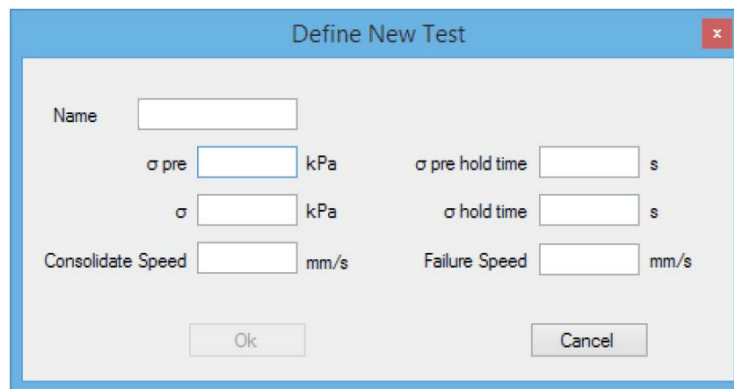 Define New Test
x
Name
σ pre kPa σ pre hold time s
σ kPa σ hold time s
Consolidate Speed mm/s Failure Speed mm/s
Ok Cancel